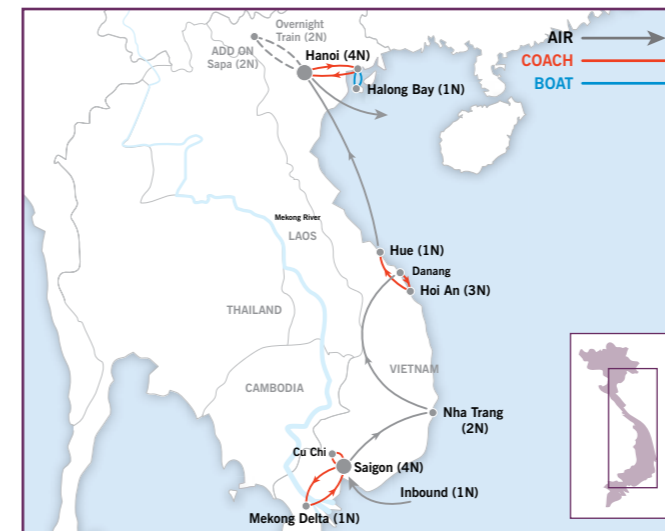 Overnight
Train (2N)
ADD ON
Sapa (2N)
Hanoi (4N)
Halong Bay (1N)
AIR
COACH
BOAT
Mekong River
LAOS
Hue (1N)
Danang
Hoi An (3N)
THAILAND
VIETNAM
CAMBODIA
Nha Trang
(2N)
Cu Chi
Saigon (4N)
Inbound (1N)
Mekong Delta (1N)